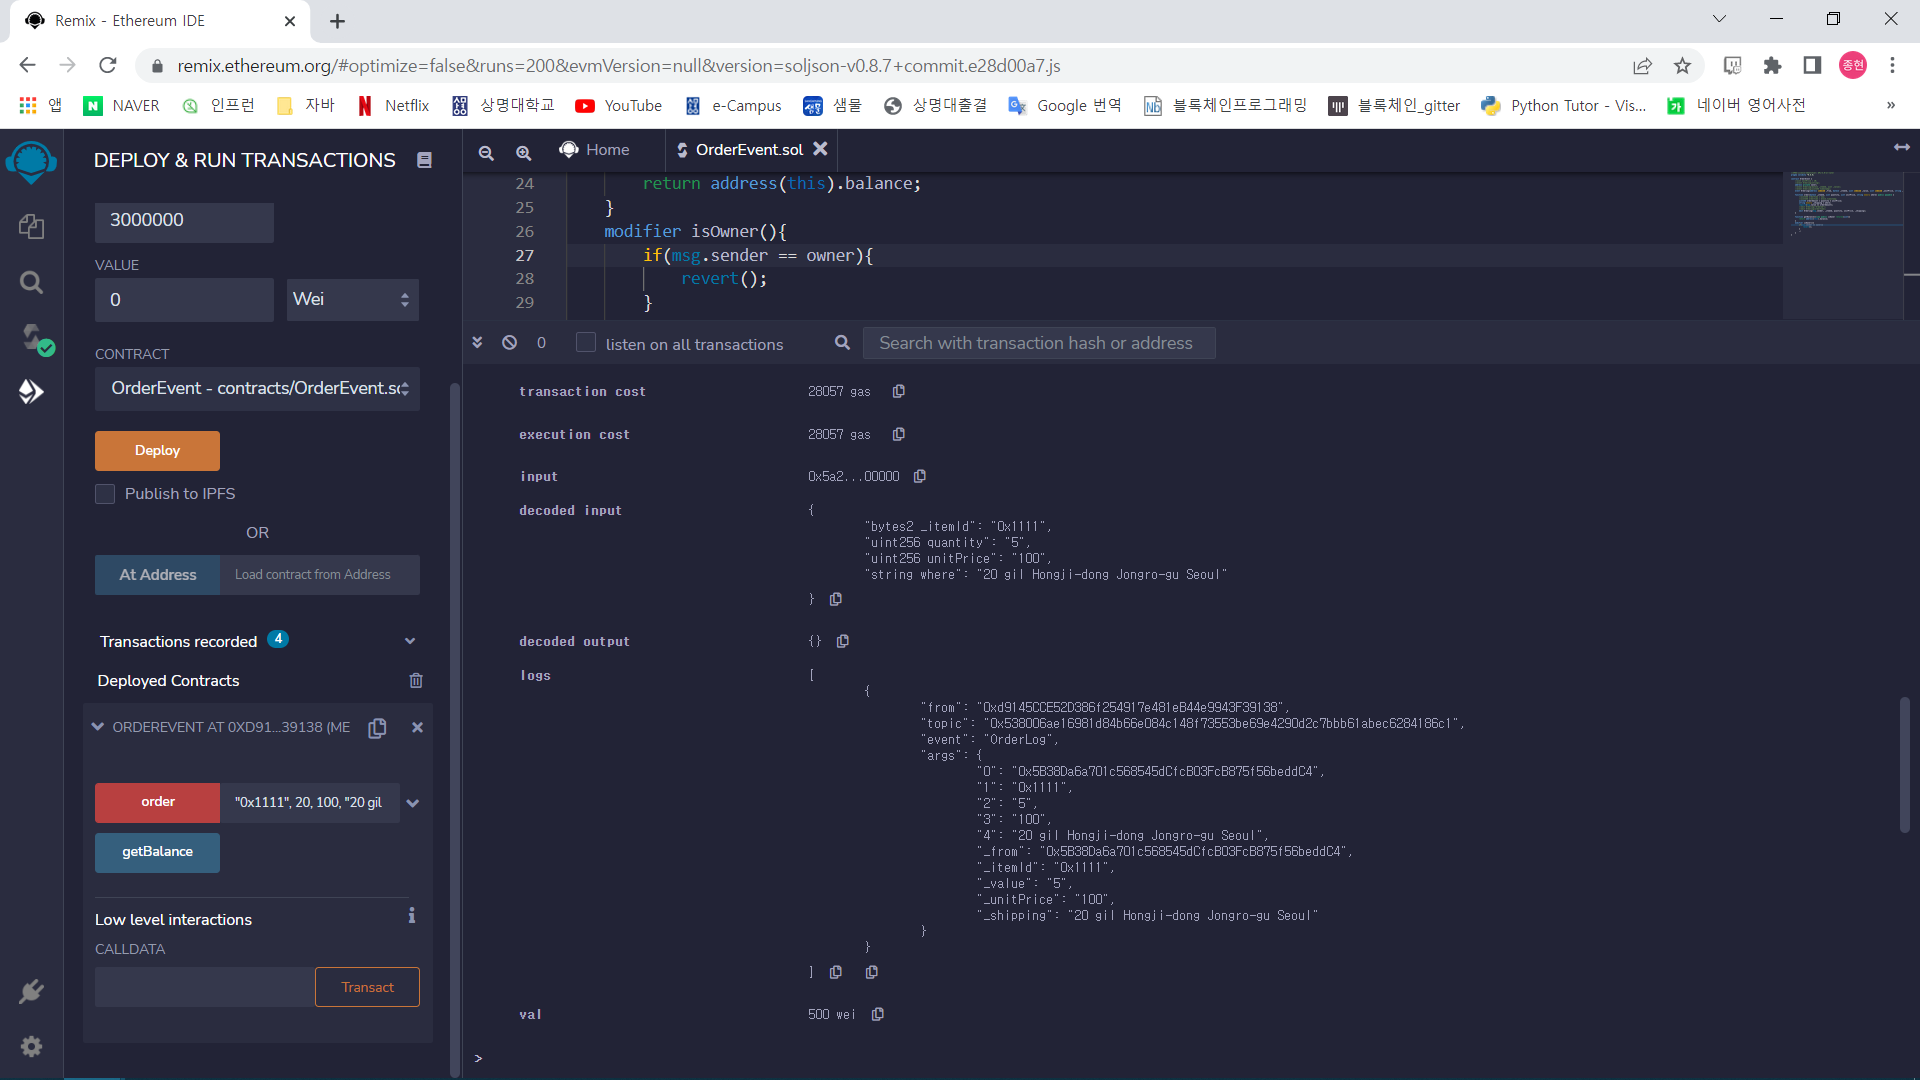 Remix - Ethereum IDE
remix.ethereum.org/#optimize=false&runs=200&evmVersion=null&version=soljson-v0.8.7+commit.e28d00a7.js
종현
앱 NAVER 인프런 자바 Netflix 상명대학교 YouTube e-Campus 샘물 상명대출결 Google 번역 블록체인프로그래밍 블록체인_gitter Python Tutor - Vis... 네이버 영어사전 »
DEPLOY & RUN TRANSACTIONS
3000000
VALUE
0 Wei
CONTRACT
OrderEvent - contracts/OrderEvent.so
Deploy
Publish to IPFS
OR
At Address Load contract from Address
Transactions recorded 4
Deployed Contracts
ORDEREVENT AT 0XD91...39138 (ME
order "0x1111", 20, 100, "20 gil
getBalance
Low level interactions
CALLDATA
Transact
Home OrderEvent.sol
24 return address(this).balance;
25 }
26 modifier isOwner(){
27 if(msg.sender == owner){
28 revert();
29 }
0 listen on all transactions Search with transaction hash or address
transaction cost 28057 gas
execution cost 28057 gas
input 0x5a2...00000
decoded input {
"bytes2 _itemId": "0x1111",
"uint256 quantity": "5",
"uint256 unitPrice": "100",
"string where": "20 gil Hongji-dong Jongro-gu Seoul"
}
decoded output {}
logs [
{
"from": "0xd9145CCE52D386f254917e481eB44e9943F39138",
"topic": "0x538006ae16981d84b66e084c148f73553be69e4290d2c7bbb61abec6284186c1",
"event": "OrderLog",
"args": {
"0": "0x5B38Da6a701c568545dCfcB03FcB875f56beddC4",
"1": "0x1111",
"2": "5",
"3": "100",
"4": "20 gil Hongji-dong Jongro-gu Seoul",
"_from": "0x5B38Da6a701c568545dCfcB03FcB875f56beddC4",
"_itemId": "0x1111",
"_value": "5",
"_unitPrice": "100",
"_shipping": "20 gil Hongji-dong Jongro-gu Seoul"
}
}
]
val 500 wei
>